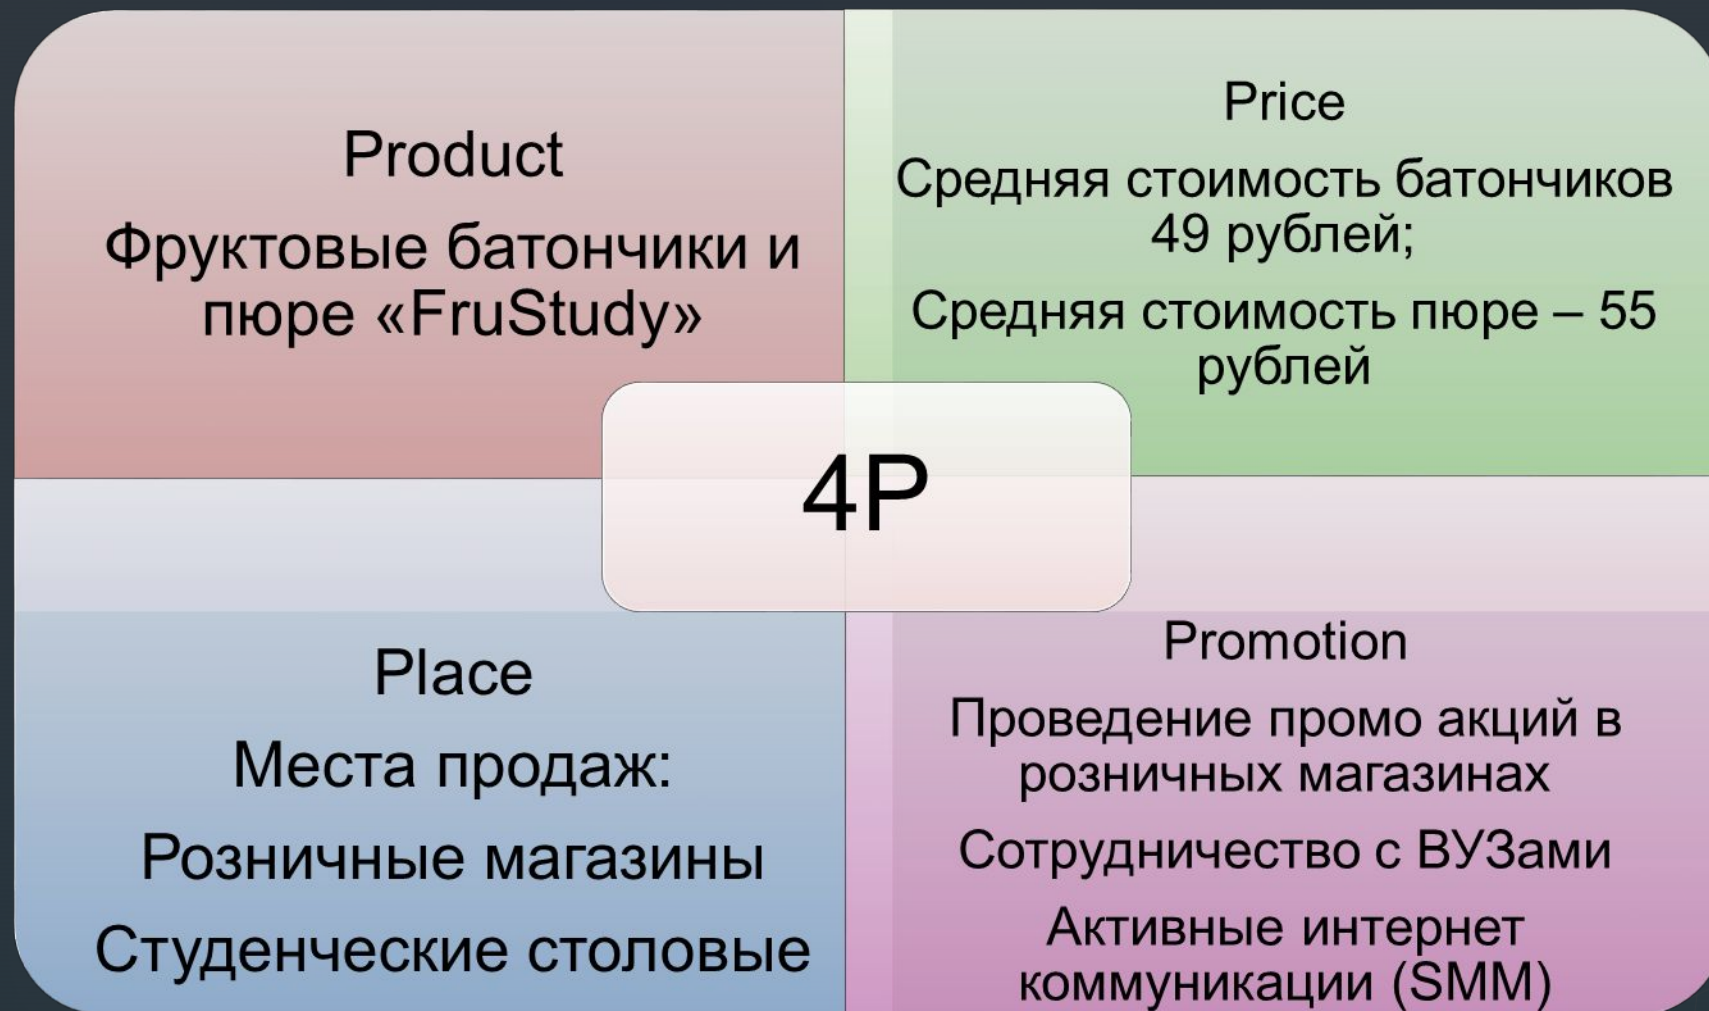 Product
Фруктовые батончики и
пюре «FruStudy»
Price
Средняя стоимость батончиков
49 рублей;
Средняя стоимость пюре – 55
рублей
4P
Place
Места продаж:
Розничные магазины
Студенческие столовые
Promotion
Проведение промо акций в
розничных магазинах
Сотрудничество с ВУЗами
Активные интернет
коммуникации (SMM)